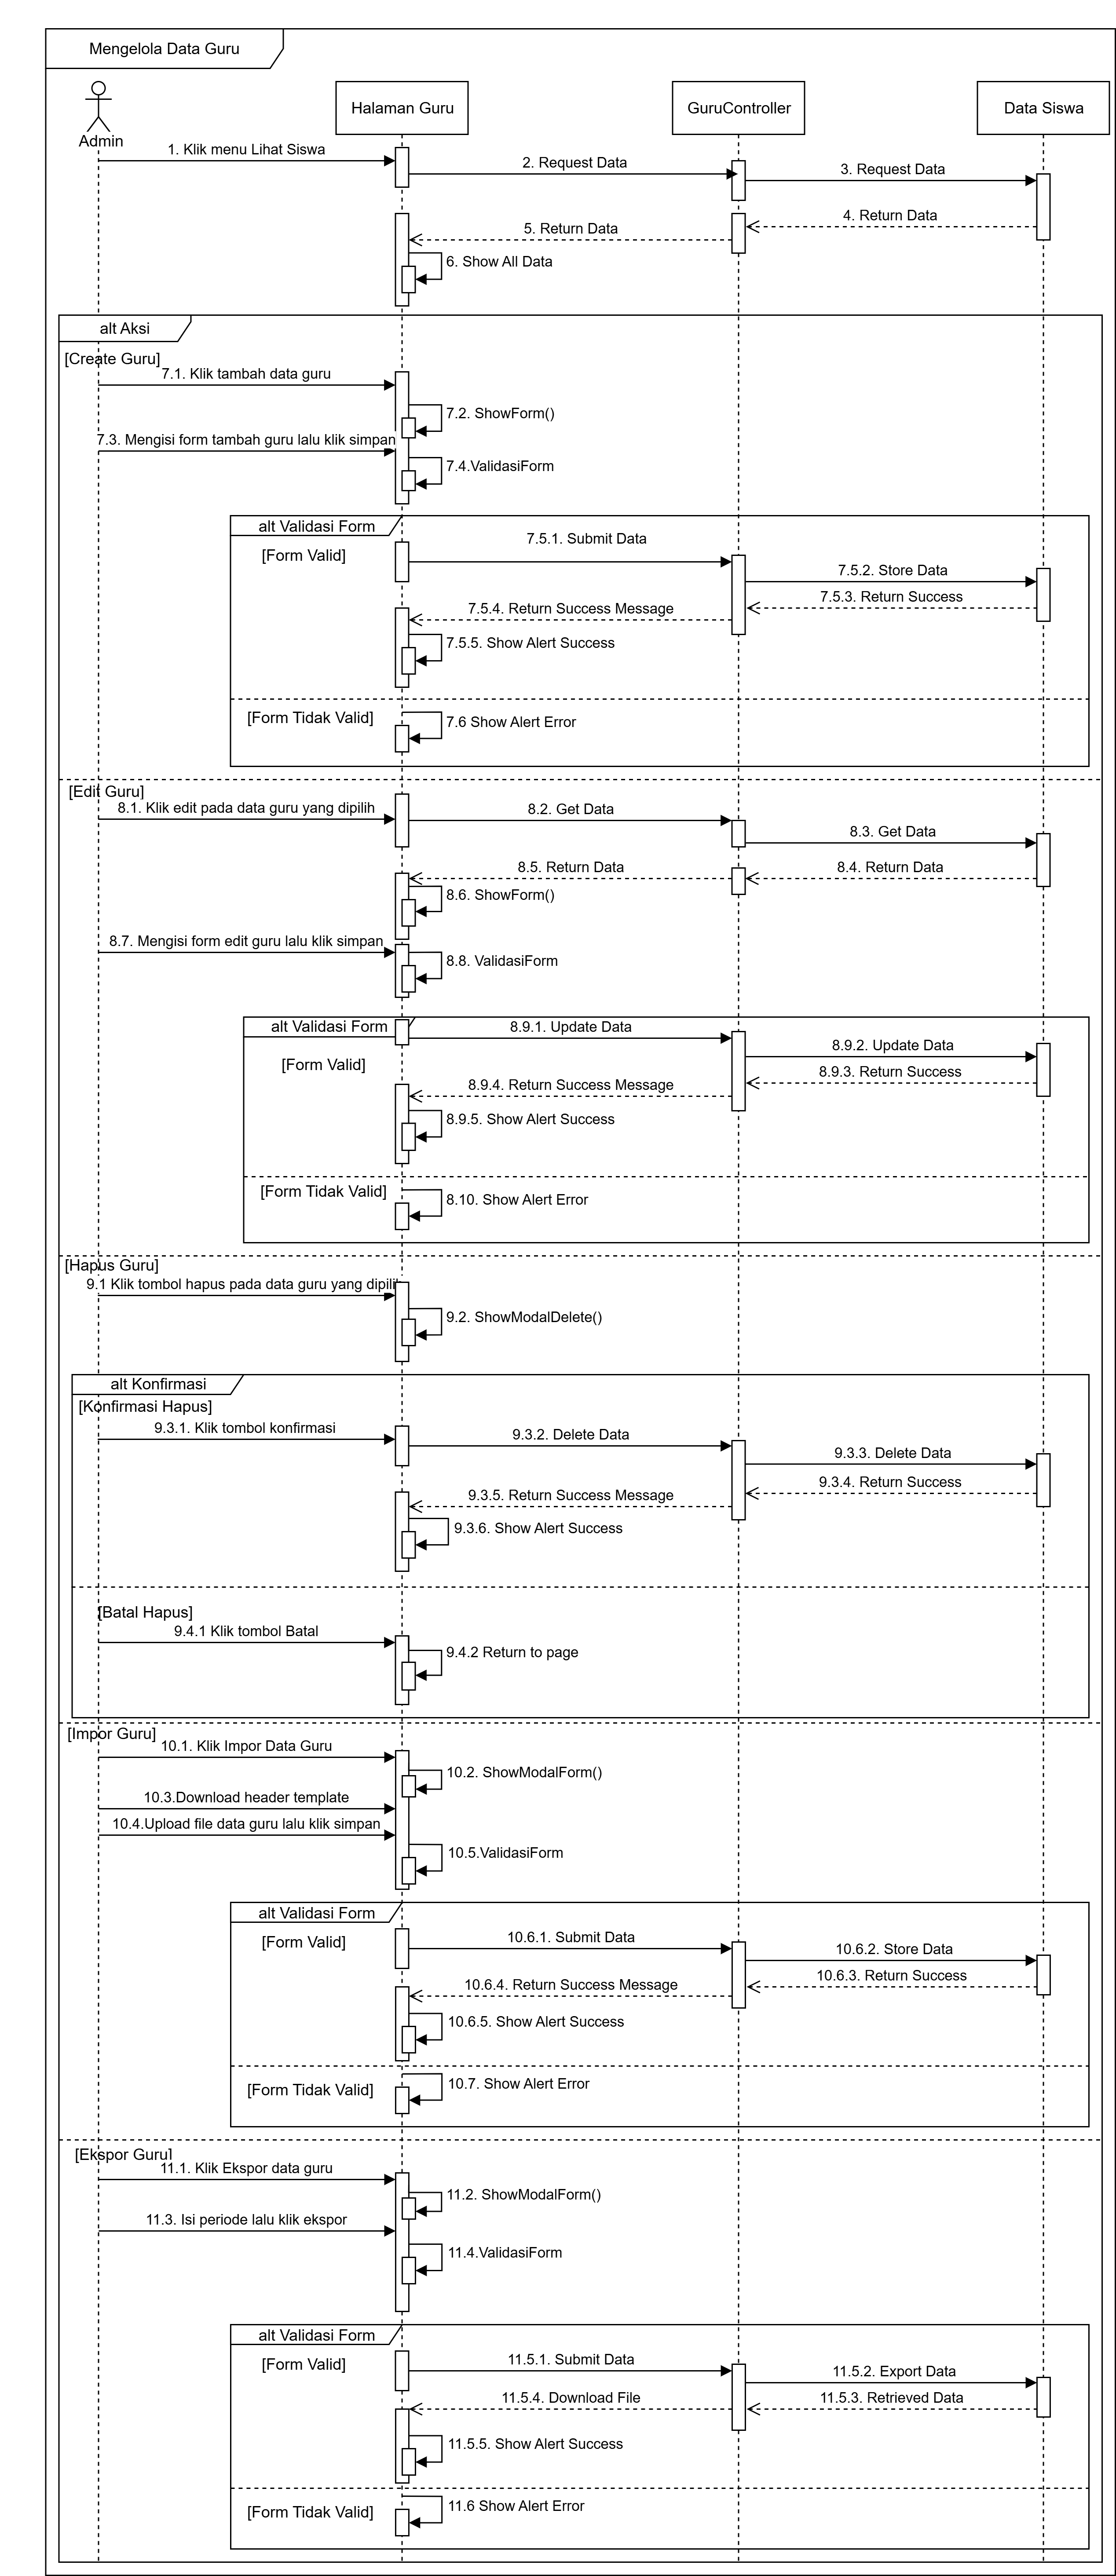 Mengelola Data Guru
Halaman Guru
GuruController
Data Siswa
Admin
1. Klik menu Lihat Siswa
2. Request Data
3. Request Data
4. Return Data
5. Return Data
6. Show All Data
alt Aksi
[Create Guru]
7.1. Klik tambah data guru
7.2. ShowForm()
7.3. Mengisi form tambah guru lalu klik simpan
7.4.ValidasiForm
alt Validasi Form
[Form Valid]
7.5.1. Submit Data
7.5.2. Store Data
7.5.3. Return Success
7.5.4. Return Success Message
7.5.5. Show Alert Success
[Form Tidak Valid]
7.6 Show Alert Error
[Edit Guru]
8.1. Klik edit pada data guru yang dipilih
8.2. Get Data
8.3. Get Data
8.4. Return Data
8.5. Return Data
8.6. ShowForm()
8.7. Mengisi form edit guru lalu klik simpan
8.8. ValidasiForm
alt Validasi Form
8.9.1. Update Data
[Form Valid]
8.9.2. Update Data
8.9.3. Return Success
8.9.4. Return Success Message
8.9.5. Show Alert Success
[Form Tidak Valid]
8.10. Show Alert Error
[Hapus Guru]
9.1 Klik tombol hapus pada data guru yang dipilih
9.2. ShowModalDelete()
alt Konfirmasi
[Konfirmasi Hapus]
9.3.1. Klik tombol konfirmasi
9.3.2. Delete Data
9.3.3. Delete Data
9.3.4. Return Success
9.3.5. Return Success Message
9.3.6. Show Alert Success
[Batal Hapus]
9.4.1 Klik tombol Batal
9.4.2 Return to page
[Impor Guru]
10.1. Klik Impor Data Guru
10.2. ShowModalForm()
10.3.Download header template
10.4.Upload file data guru lalu klik simpan
10.5.ValidasiForm
alt Validasi Form
[Form Valid]
10.6.1. Submit Data
10.6.2. Store Data
10.6.3. Return Success
10.6.4. Return Success Message
10.6.5. Show Alert Success
[Form Tidak Valid]
10.7. Show Alert Error
[Ekspor Guru]
11.1. Klik Ekspor data guru
11.2. ShowModalForm()
11.3. Isi periode lalu klik ekspor
11.4.ValidasiForm
alt Validasi Form
[Form Valid]
11.5.1. Submit Data
11.5.2. Export Data
11.5.3. Retrieved Data
11.5.4. Download File
11.5.5. Show Alert Success
[Form Tidak Valid]
11.6 Show Alert Error